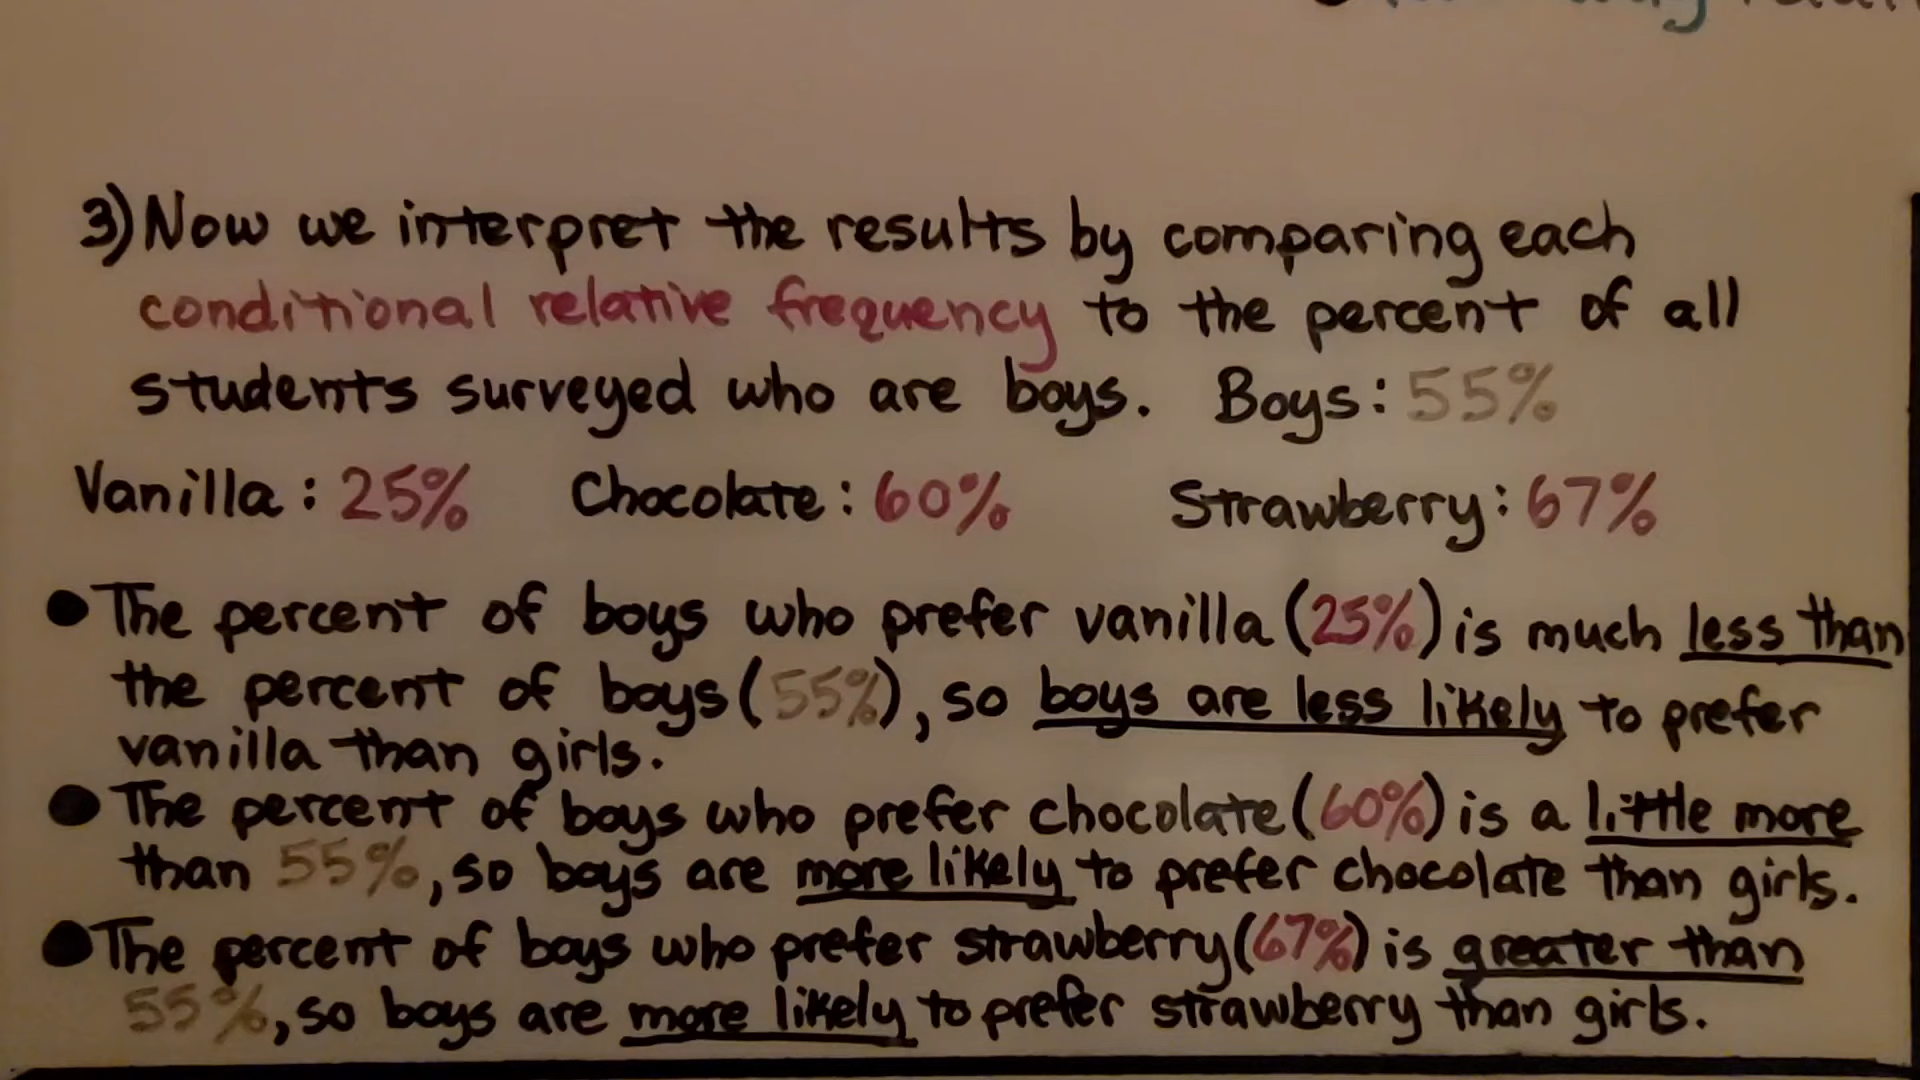 3) Now we interpret the results by comparing each
conditional relative frequency to the percent of all
students surveyed who are boys. Boys: 55%
Vanilla: 25% Chocolate: 60% Strawberry: 67%
● The percent of boys who prefer vanilla (25%) is much less than
the percent of boys (55%), so boys are less likely to prefer
vanilla than girls.
● The percent of boys who prefer chocolate (60%) is a little more
than 55%, so boys are more likely to prefer chocolate than girls.
● The percent of boys who prefer strawberry (67%) is greater than
55%, so boys are more likely to prefer strawberry than girls.